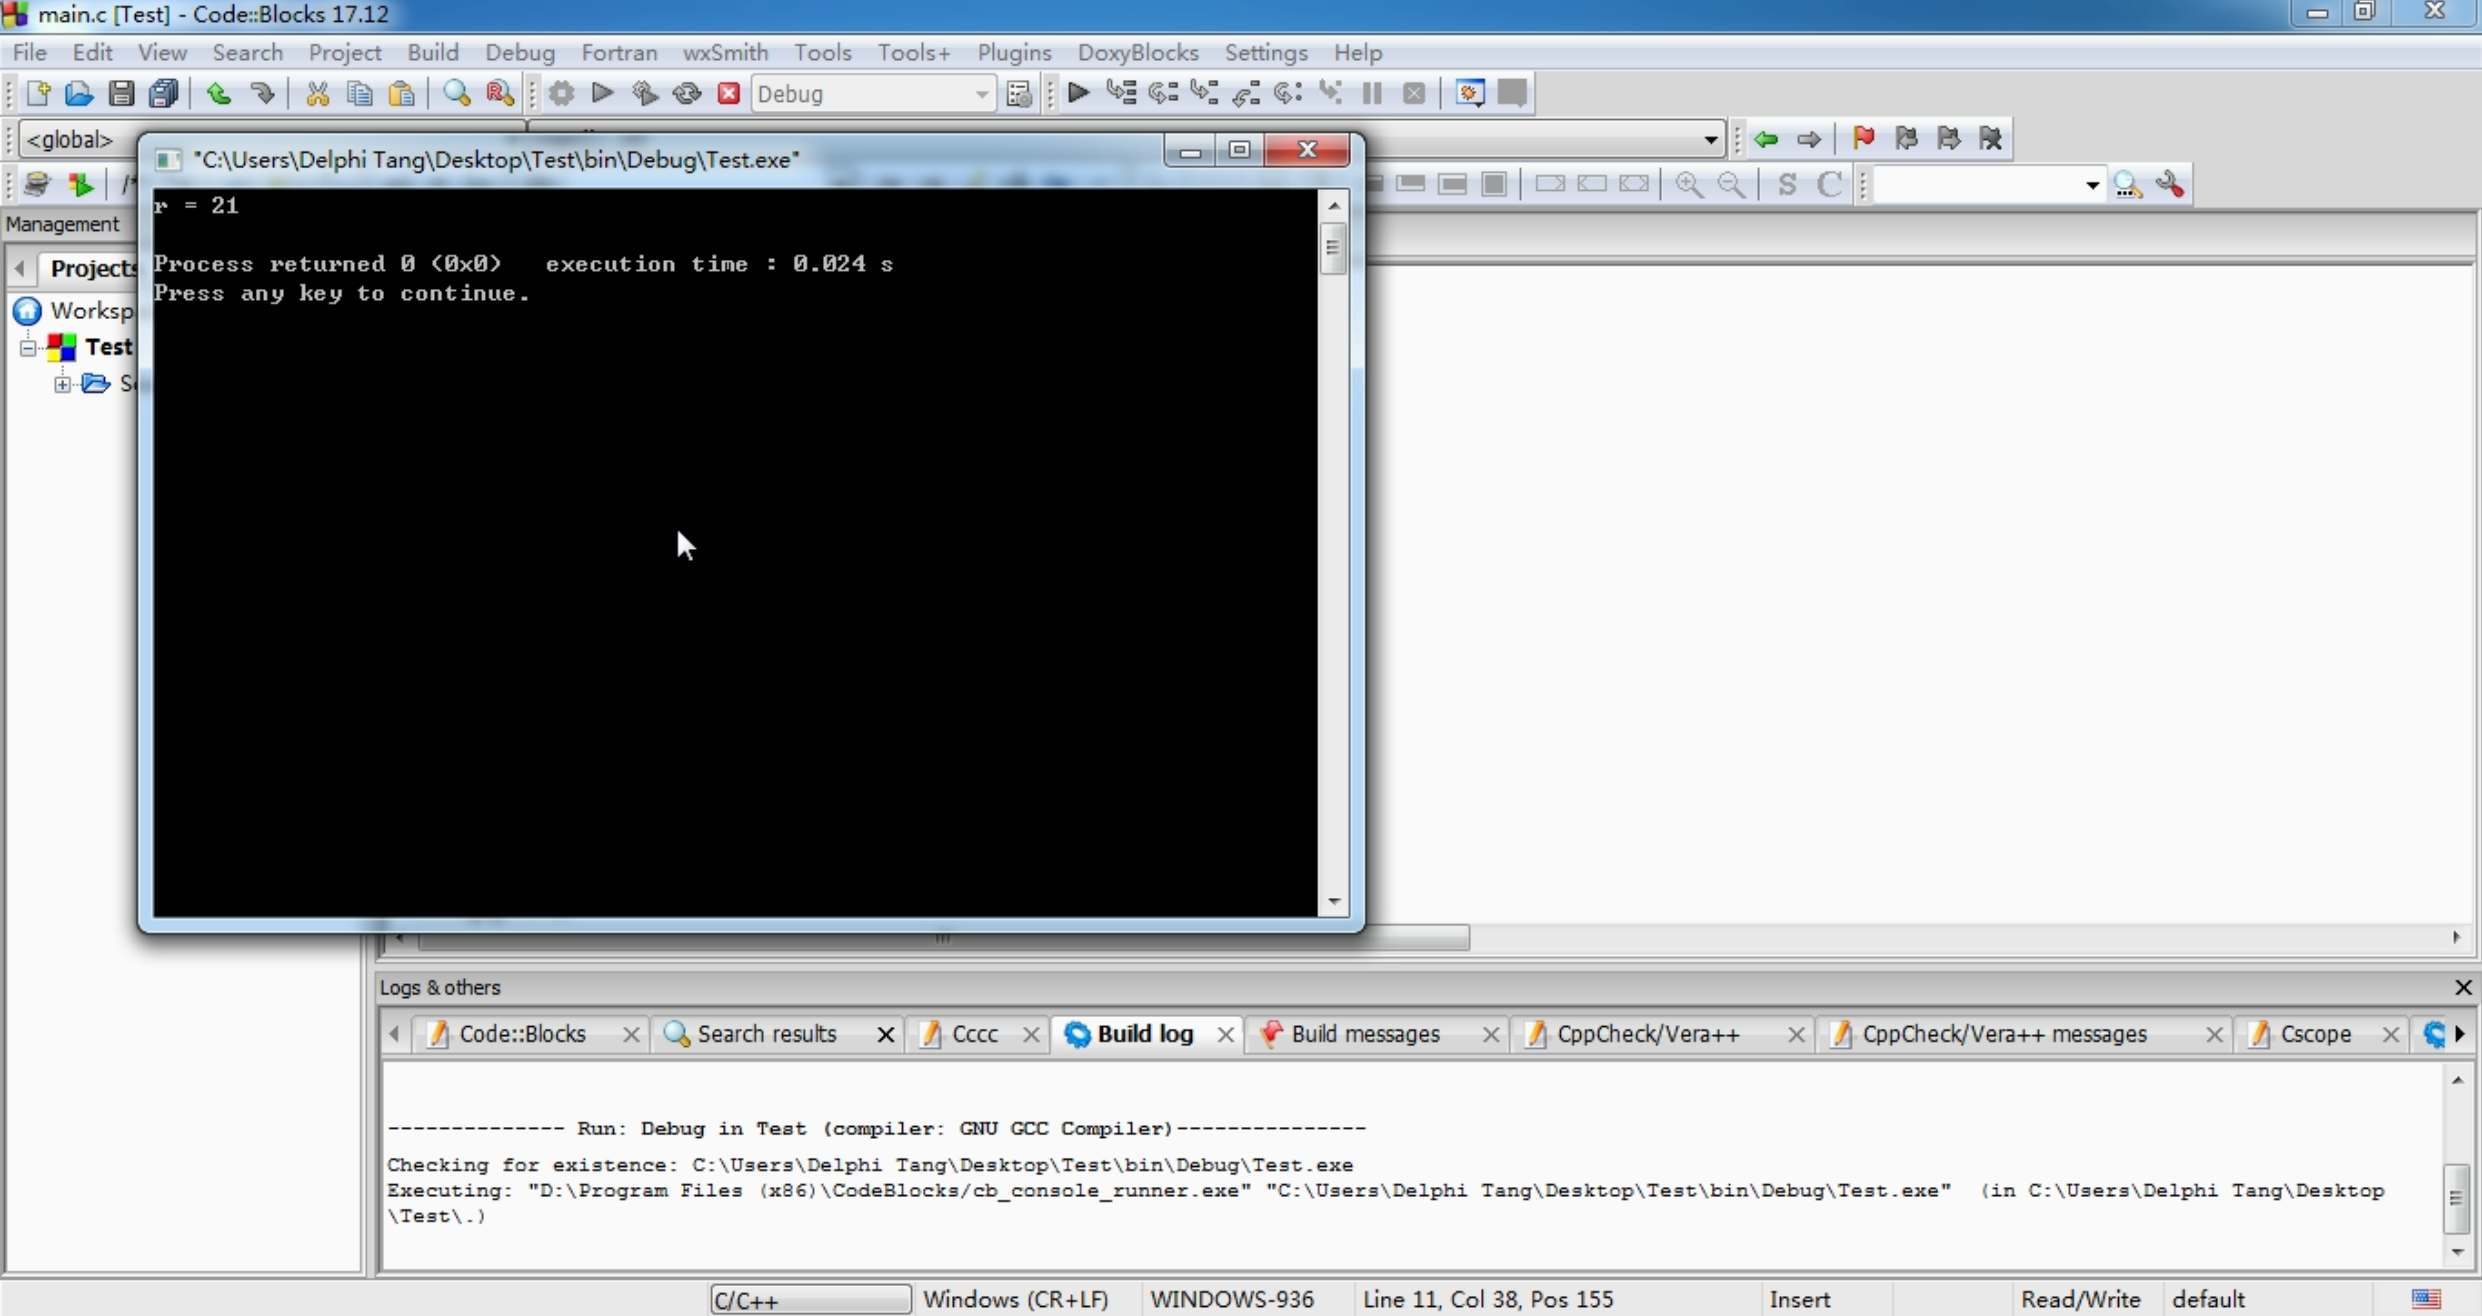 main.c [Test] - Code::Blocks 17.12
File Edit View Search Project Build Debug Fortran wxSmith Tools Tools+ Plugins DoxyBlocks Settings Help
Debug
<global>
"C:\Users\Delphi Tang\Desktop\Test\bin\Debug\Test.exe"
S C
r = 21
Management
Projects
Process returned 0 (0x0)   execution time : 0.024 s
Press any key to continue.
Worksp
Test
Logs & others
Code::Blocks Search results Cccc Build log Build messages CppCheck/Vera++ CppCheck/Vera++ messages Cscope
-------------- Run: Debug in Test (compiler: GNU GCC Compiler)---------------
Checking for existence: C:\Users\Delphi Tang\Desktop\Test\bin\Debug\Test.exe
Executing: "D:\Program Files (x86)\CodeBlocks/cb_console_runner.exe" "C:\Users\Delphi Tang\Desktop\Test\bin\Debug\Test.exe"  (in C:\Users\Delphi Tang\Desktop
\Test\.)
C/C++ Windows (CR+LF) WINDOWS-936 Line 11, Col 38, Pos 155 Insert Read/Write default